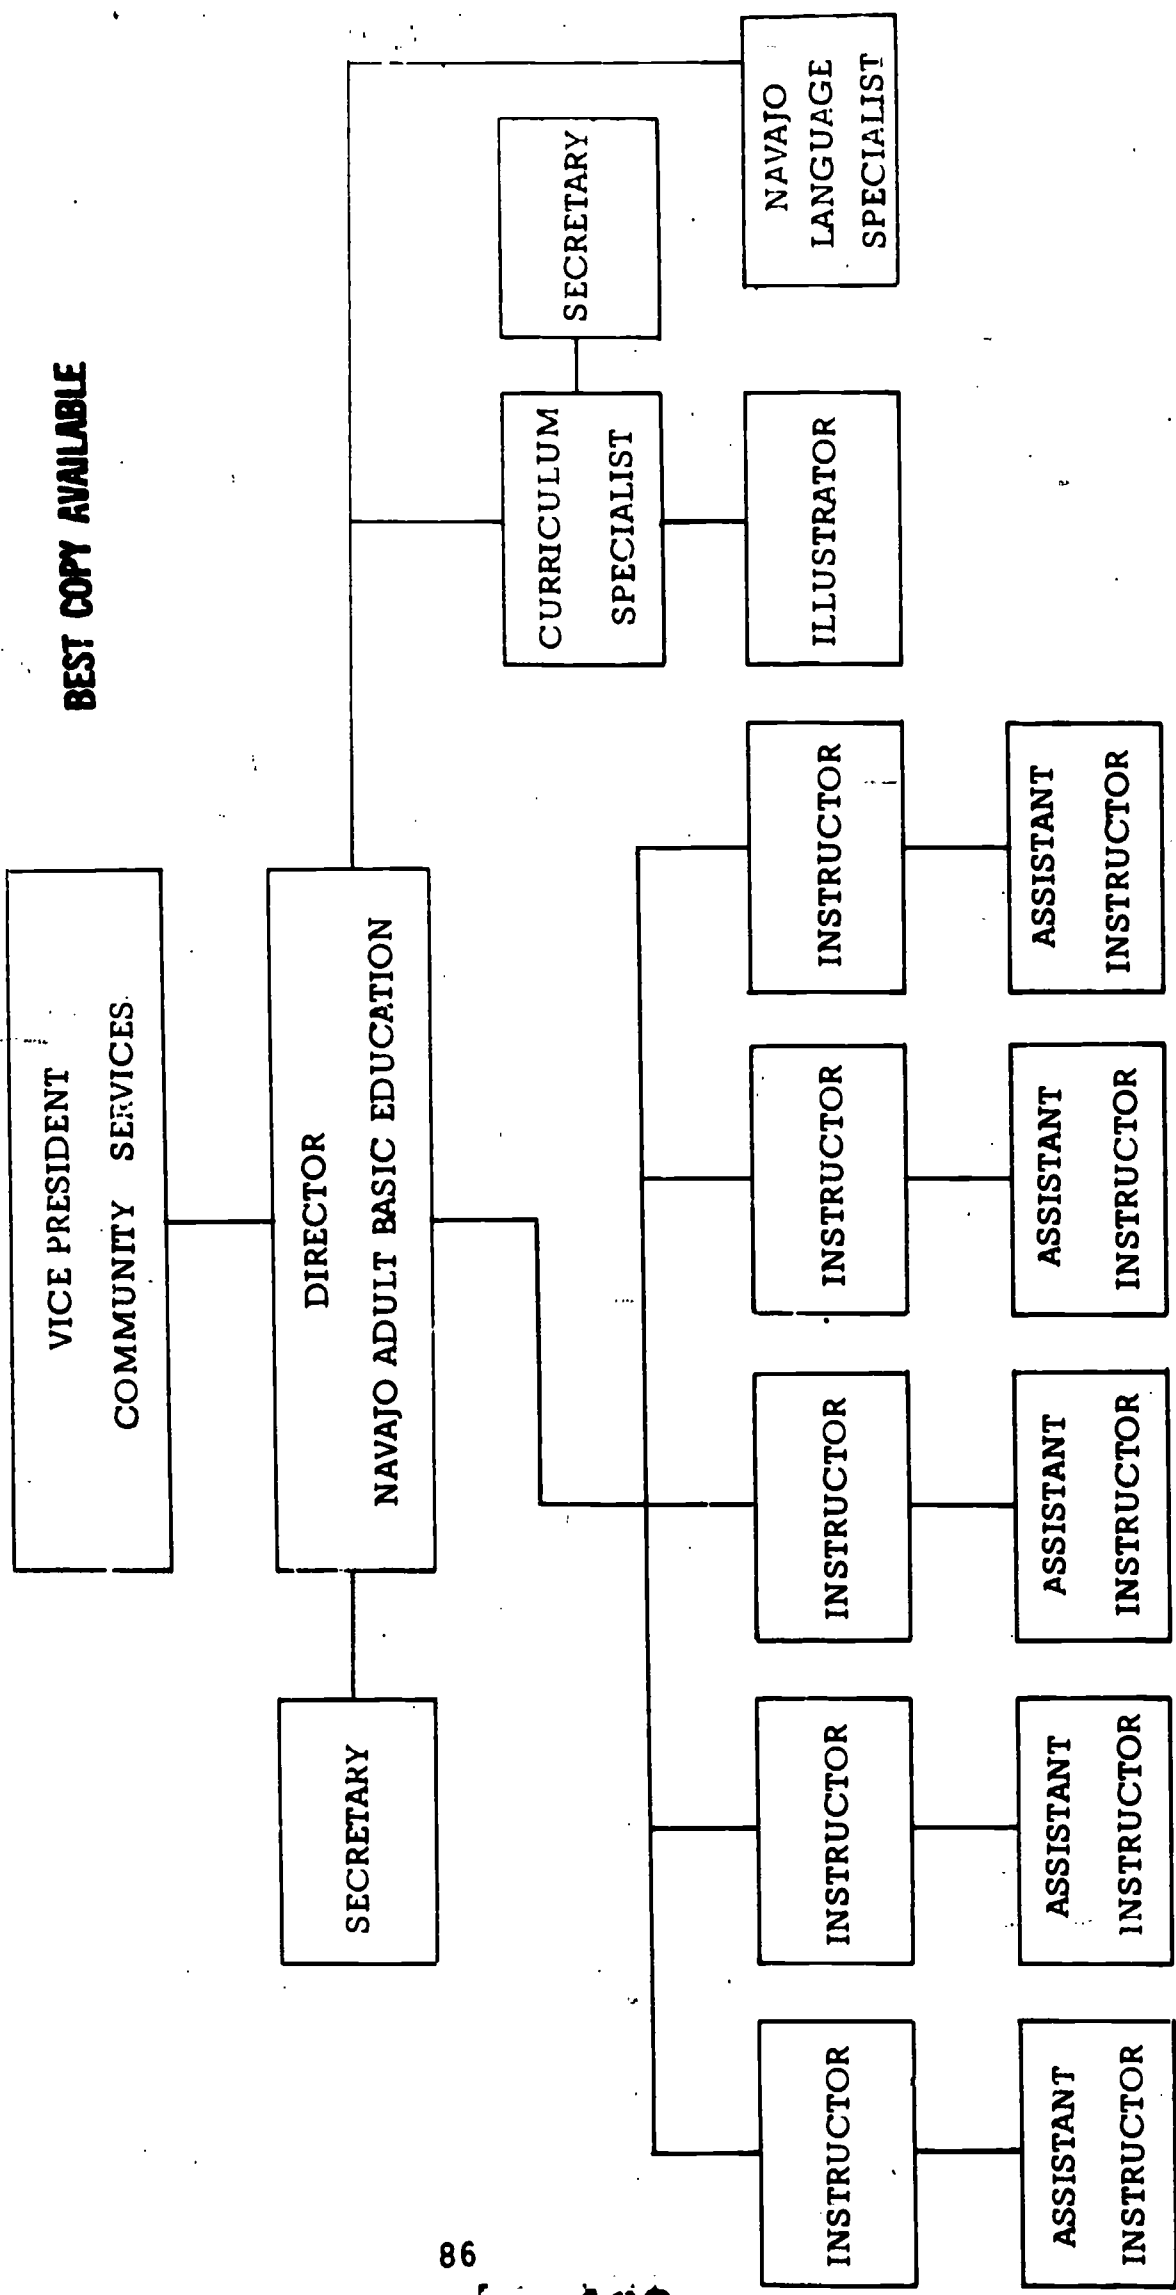 BEST COPY AVAILABLE
VICE PRESIDENT
COMMUNITY SERVICES
SECRETARY
DIRECTOR
NAVAJO ADULT BASIC EDUCATION
CURRICULUM
SPECIALIST
SECRETARY
INSTRUCTOR
INSTRUCTOR
INSTRUCTOR
INSTRUCTOR
INSTRUCTOR
ILLUSTRATOR
NAVAJO
LANGUAGE
SPECIALIST
ASSISTANT
INSTRUCTOR
ASSISTANT
INSTRUCTOR
ASSISTANT
INSTRUCTOR
ASSISTANT
INSTRUCTOR
ASSISTANT
INSTRUCTOR
86